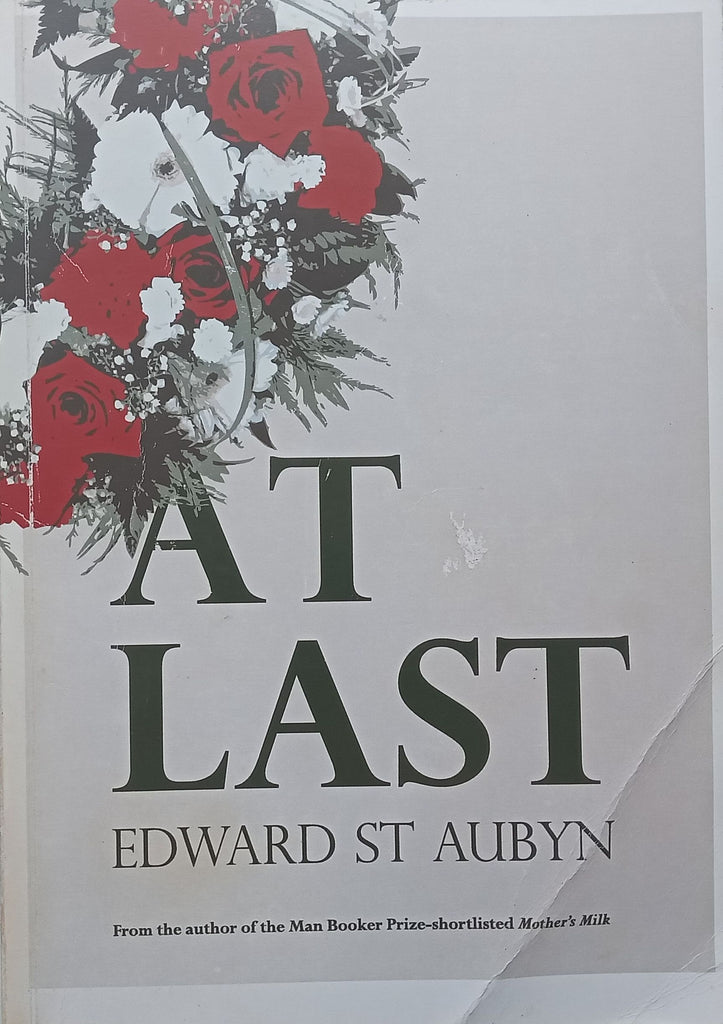 AT
LAST
EDWARD ST AUBYN
From the author of the Man Booker Prize-shortlisted Mother's Milk